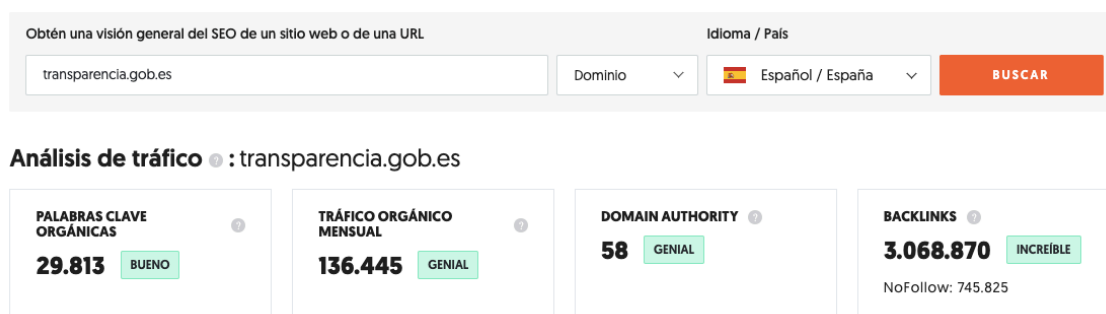 Obtén una visión general del SEO de un sitio web o de una URL
Idioma / País
transparencia.gob.es
Dominio
Español / España
BUSCAR
Análisis de tráfico ? : transparencia.gob.es
PALABRAS CLAVE
ORGÁNICAS ?
29.813 BUENO
TRÁFICO ORGÁNICO
MENSUAL ?
136.445 GENIAL
DOMAIN AUTHORITY ?
58 GENIAL
BACKLINKS ?
3.068.870 INCREÍBLE
NoFollow: 745.825